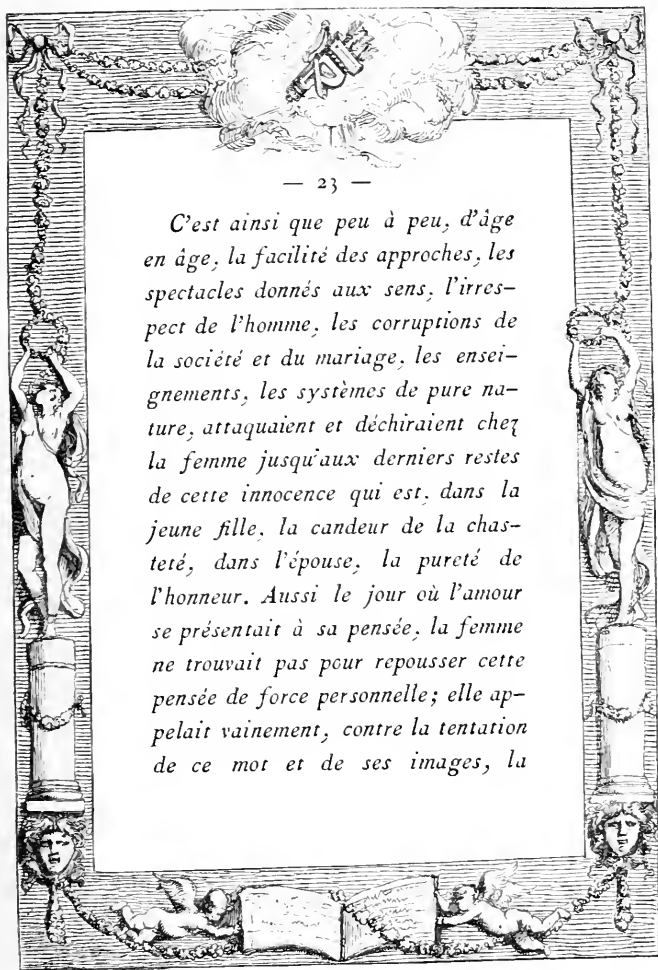 — 23 —
C'est ainsi que peu à peu, d'âge
en âge, la facilité des approches, les
spectacles donnés aux sens, l'irres-
pect de l'homme, les corruptions de
la société et du mariage, les ensei-
gnements, les systèmes de pure na-
ture, attaquaient et déchiraient chez
la femme jusqu'aux derniers restes
de cette innocence qui est, dans la
jeune fille, la candeur de la chas-
teté, dans l'épouse, la pureté de
l'honneur. Aussi le jour où l'amour
se présentait à sa pensée, la femme
ne trouvait pas pour repousser cette
pensée de force personnelle; elle ap-
pelait vainement, contre la tentation
de ce mot et de ses images, la